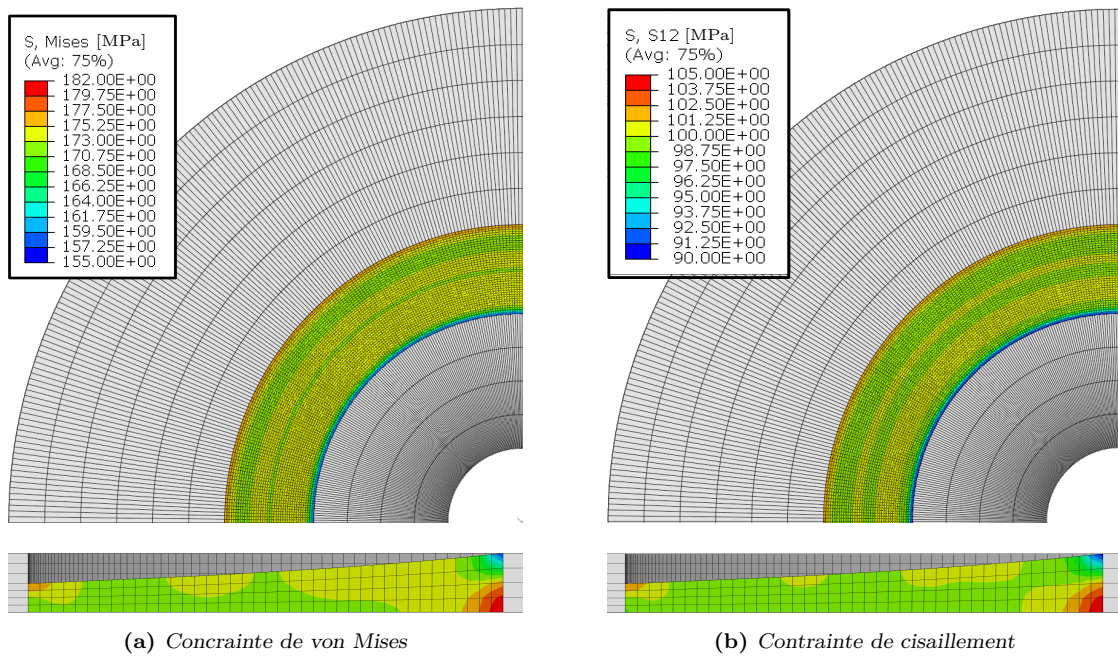 S, Mises [MPa]
(Avg: 75%)
182.00E+00
179.75E+00
177.50E+00
175.25E+00
173.00E+00
170.75E+00
168.50E+00
166.25E+00
164.00E+00
161.75E+00
159.50E+00
157.25E+00
155.00E+00
S, S12 [MPa]
(Avg: 75%)
105.00E+00
103.75E+00
102.50E+00
101.25E+00
100.00E+00
98.75E+00
97.50E+00
96.25E+00
95.00E+00
93.75E+00
92.50E+00
91.25E+00
90.00E+00
(a) Concrainte de von Mises
(b) Contrainte de cisaillement